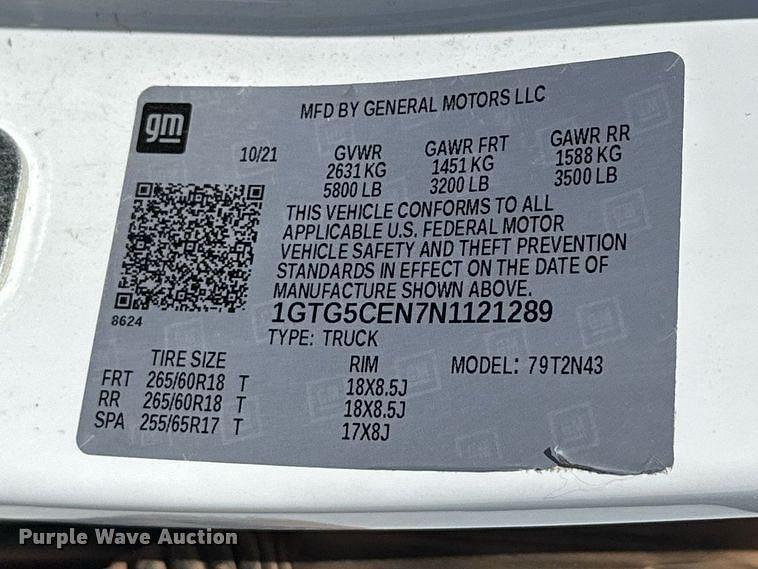 gm
MFD BY GENERAL MOTORS LLC
10/21
GVWR GAWR FRT GAWR RR
2631 KG 1451 KG 1588 KG
5800 LB 3200 LB 3500 LB
THIS VEHICLE CONFORMS TO ALL
APPLICABLE U.S. FEDERAL MOTOR
VEHICLE SAFETY AND THEFT PREVENTION
STANDARDS IN EFFECT ON THE DATE OF
MANUFACTURE SHOWN ABOVE.
8624
1GTG5CEN7N1121289
TYPE: TRUCK
TIRE SIZE RIM MODEL: 79T2N43
FRT 265/60R18 T 18X8.5J
RR 265/60R18 T 18X8.5J
SPA 255/65R17 T 17X8J
Purple Wave Auction